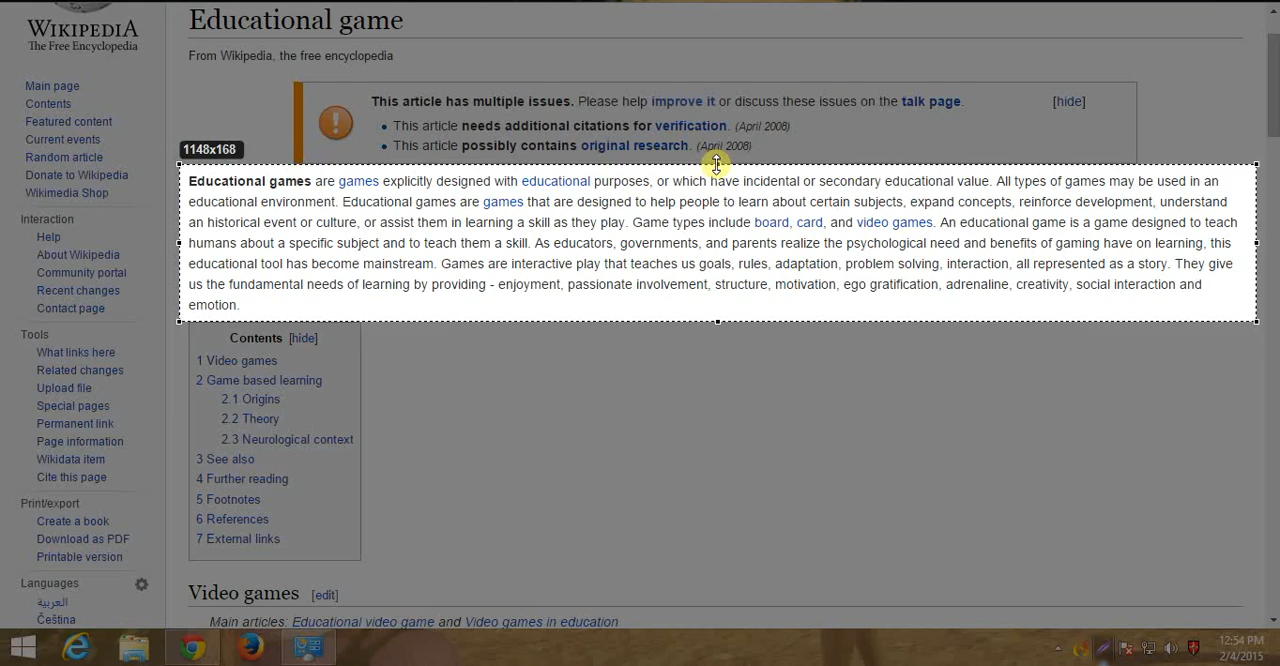 WIKIPEDIA
The Free Encyclopedia
Main page
Contents
Featured content
Current events
Random article
Donate to Wikipedia
Wikimedia Shop
Interaction
Help
About Wikipedia
Community portal
Recent changes
Contact page
Tools
What links here
Related changes
Upload file
Special pages
Permanent link
Page information
Wikidata item
Cite this page
Print/export
Create a book
Download as PDF
Printable version
Languages
العربية
Čeština
Educational game
From Wikipedia, the free encyclopedia
This article has multiple issues. Please help improve it or discuss these issues on the talk page. [hide]
• This article needs additional citations for verification. (April 2008)
• This article possibly contains original research. (April 2008)
1148x168
Educational games are games explicitly designed with educational purposes, or which have incidental or secondary educational value. All types of games may be used in an
educational environment. Educational games are games that are designed to help people to learn about certain subjects, expand concepts, reinforce development, understand
an historical event or culture, or assist them in learning a skill as they play. Game types include board, card, and video games. An educational game is a game designed to teach
humans about a specific subject and to teach them a skill. As educators, governments, and parents realize the psychological need and benefits of gaming have on learning, this
educational tool has become mainstream. Games are interactive play that teaches us goals, rules, adaptation, problem solving, interaction, all represented as a story. They give
us the fundamental needs of learning by providing - enjoyment, passionate involvement, structure, motivation, ego gratification, adrenaline, creativity, social interaction and
emotion.
Contents [hide]
1 Video games
2 Game based learning
2.1 Origins
2.2 Theory
2.3 Neurological context
3 See also
4 Further reading
5 Footnotes
6 References
7 External links
Video games [edit]
Main articles: Educational video game and Video games in education
12:54 PM
2/4/2015